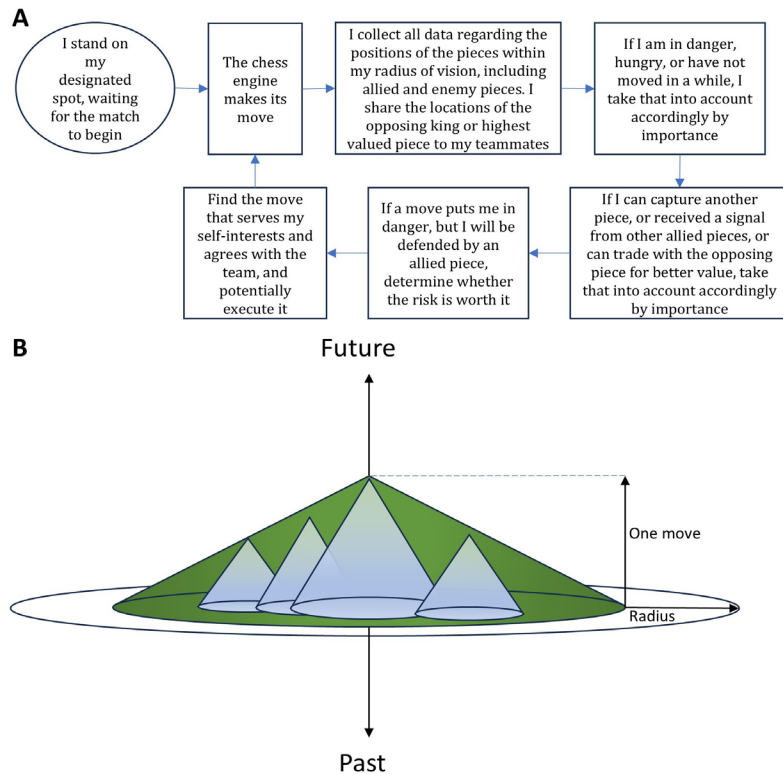 A
I stand on
my
designated
spot, waiting
for the match
to begin
The chess
engine
makes its
move
I collect all data regarding the
positions of the pieces within
my radius of vision, including
allied and enemy pieces. I
share the locations of the
opposing king or highest
valued piece to my teammates
If I am in danger,
hungry, or have not
moved in a while, I
take that into account
accordingly by
importance
If I can capture another
piece, or received a signal
from other allied pieces, or
can trade with the opposing
piece for better value, take
that into account accordingly
by importance
If a move puts me in
danger, but I will be
defended by an
allied piece,
determine whether
the risk is worth it
Find the move
that serves my
self-interests and
agrees with the
team, and
potentially
execute it
B
Future
One move
Radius
Past